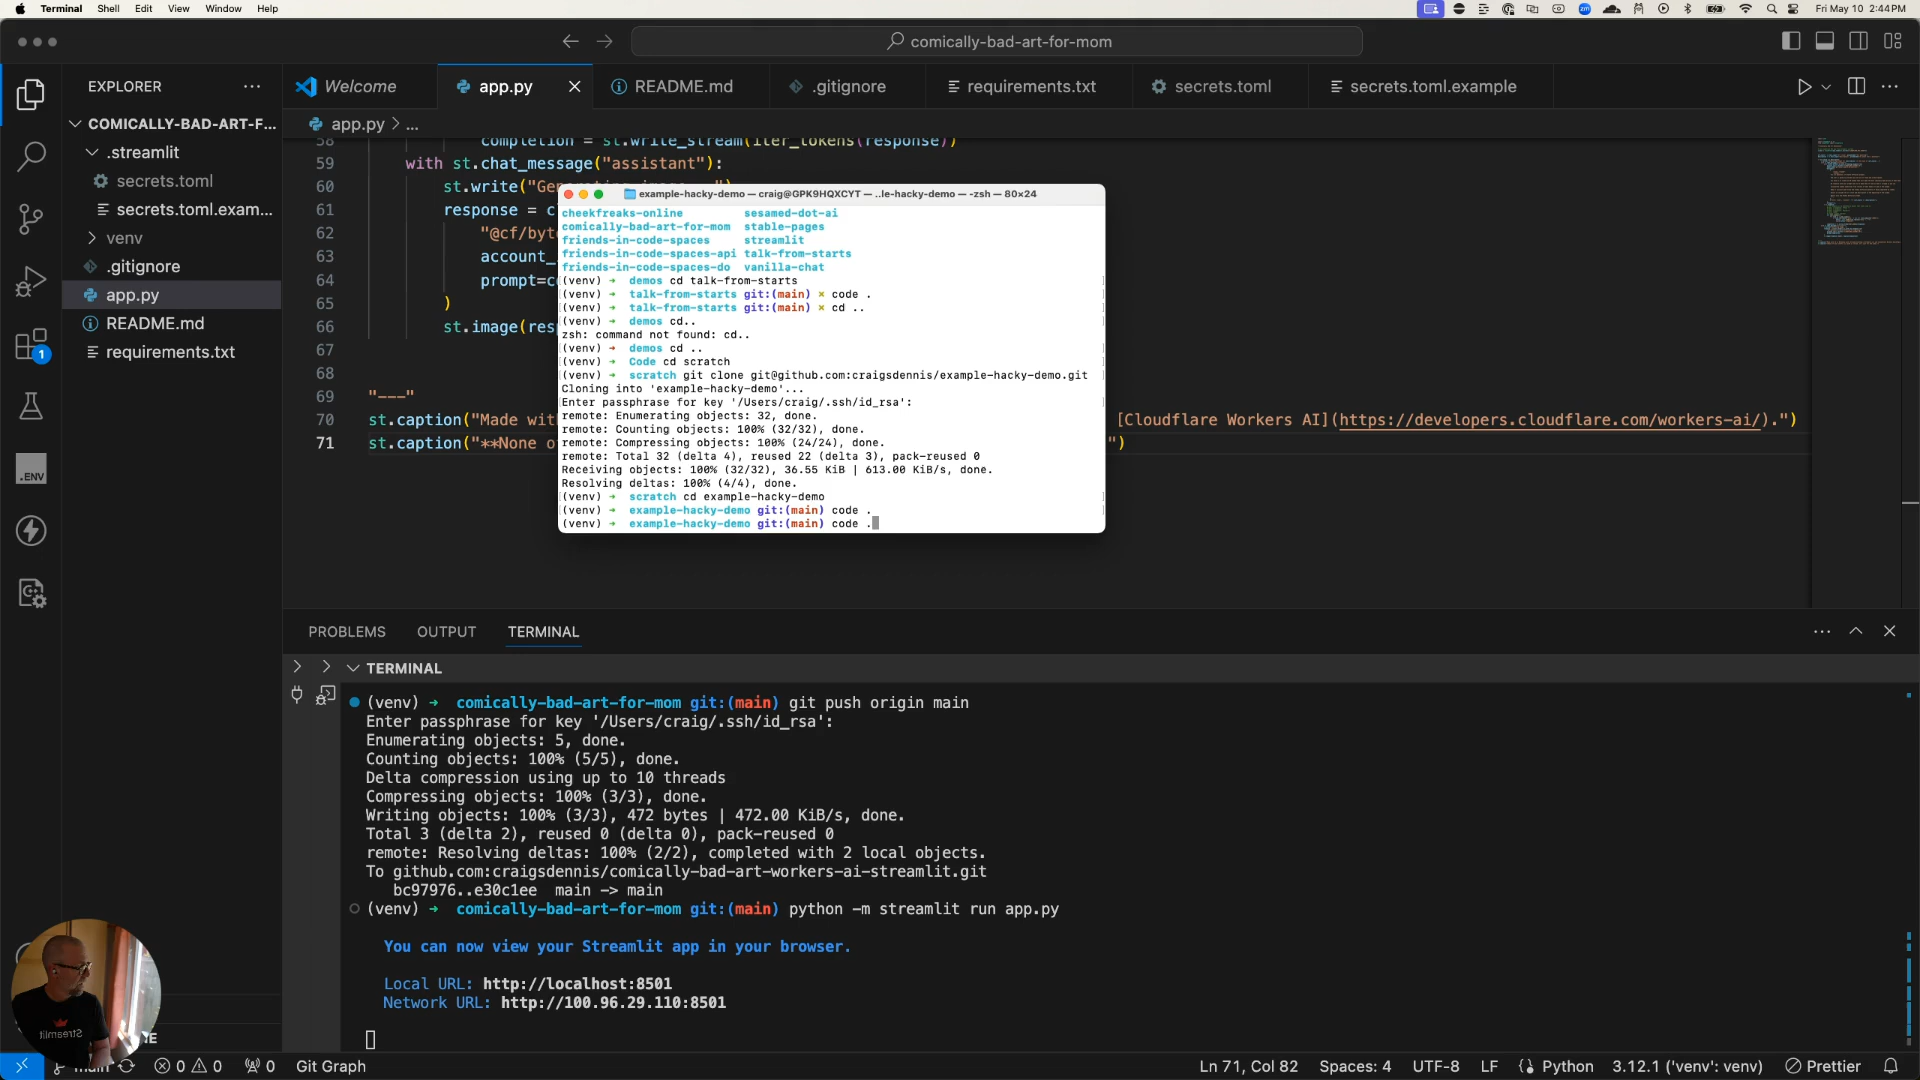 Terminal Shell Edit View Window Help
zm
Fri May 10 2:44 PM
comically-bad-art-for-mom
EXPLORER
Welcome
app.py
README.md
.gitignore
requirements.txt
secrets.toml
secrets.toml.example
COMICALLY-BAD-ART-F...
.streamlit
secrets.toml
secrets.toml.exam...
venv
.gitignore
app.py
README.md
requirements.txt
1
.ENV
app.py > ...
58 completion = st.write_stream(iter_tokens(response))
59 with st.chat_message("assistant"):
60 st.write("Gener
61 response = c
62 "@cf/byt
63 account_
64 prompt=c
65 )
66 st.image(res
67
68
69 "---"
70 st.caption("Made wit [Cloudflare Workers AI](https://developers.cloudflare.com/workers-ai/).")
71 st.caption("**None o ")
example-hacky-demo — craig@GPK9HQXCYT — ..le-hacky-demo — -zsh — 80×24
cheekfreaks-online sesamed-dot-ai
comically-bad-art-for-mom stable-pages
friends-in-code-spaces streamlit
friends-in-code-spaces-api talk-from-starts
friends-in-code-spaces-do vanilla-chat
(venv) → demos cd talk-from-starts
(venv) → talk-from-starts git:(main) × code .
(venv) → talk-from-starts git:(main) × cd ..
(venv) → demos cd..
zsh: command not found: cd..
(venv) → demos cd ..
(venv) → Code cd scratch
(venv) → scratch git clone git@github.com:craigsdennis/example-hacky-demo.git
Cloning into 'example-hacky-demo'...
Enter passphrase for key '/Users/craig/.ssh/id_rsa':
remote: Enumerating objects: 32, done.
remote: Counting objects: 100% (32/32), done.
remote: Compressing objects: 100% (24/24), done.
remote: Total 32 (delta 4), reused 22 (delta 3), pack-reused 0
Receiving objects: 100% (32/32), 36.55 KiB | 613.00 KiB/s, done.
Resolving deltas: 100% (4/4), done.
(venv) → scratch cd example-hacky-demo
(venv) → example-hacky-demo git:(main) code .
(venv) → example-hacky-demo git:(main) code .
PROBLEMS OUTPUT TERMINAL
TERMINAL
(venv) → comically-bad-art-for-mom git:(main) git push origin main
Enter passphrase for key '/Users/craig/.ssh/id_rsa':
Enumerating objects: 5, done.
Counting objects: 100% (5/5), done.
Delta compression using up to 10 threads
Compressing objects: 100% (3/3), done.
Writing objects: 100% (3/3), 472 bytes | 472.00 KiB/s, done.
Total 3 (delta 2), reused 0 (delta 0), pack-reused 0
remote: Resolving deltas: 100% (2/2), completed with 2 local objects.
To github.com:craigsdennis/comically-bad-art-workers-ai-streamlit.git
bc97976..e30c1ee main -> main
(venv) → comically-bad-art-for-mom git:(main) python -m streamlit run app.py
You can now view your Streamlit app in your browser.
Local URL: http://localhost:8501
Network URL: http://100.96.29.110:8501
Streamlit
main 0 0 0 Git Graph
Ln 71, Col 82 Spaces: 4 UTF-8 LF Python 3.12.1 ('venv': venv) Prettier